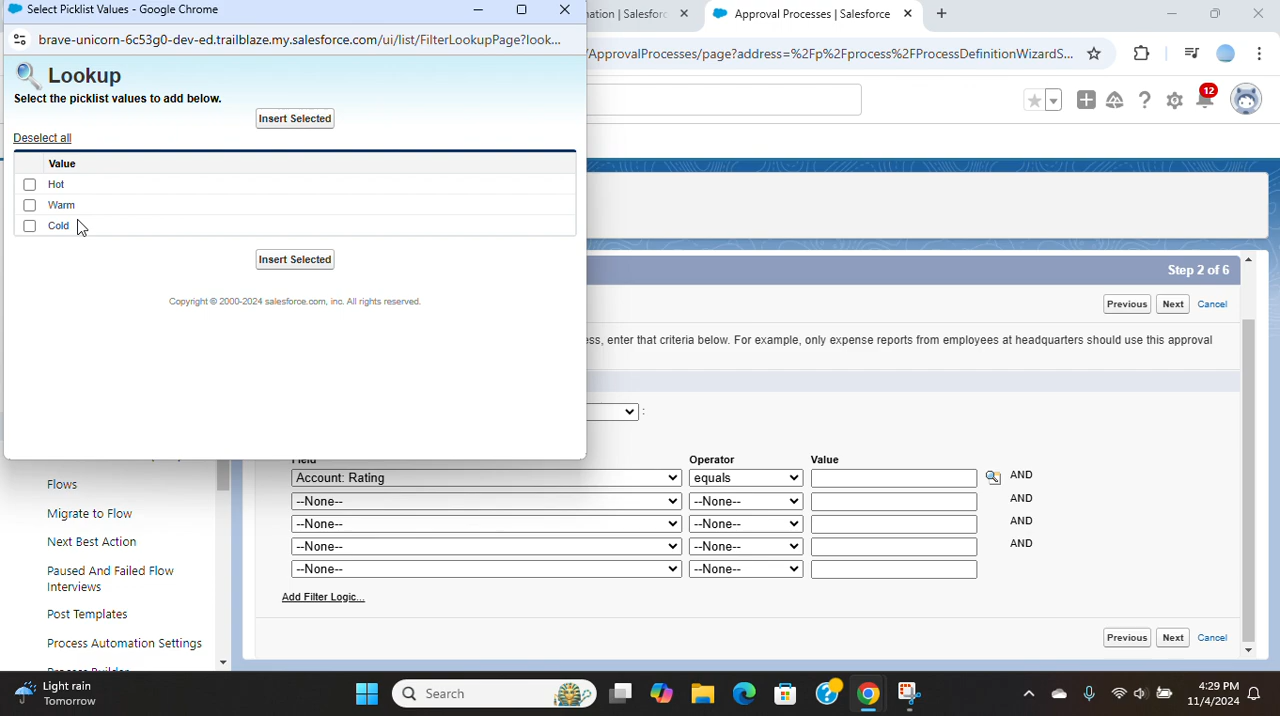 Select Picklist Values - Google Chrome
nation | Salesforc
Approval Processes | Salesforce
brave-unicorn-6c53g0-dev-ed.trailblaze.my.salesforce.com/ui/list/FilterLookupPage?look...
/ApprovalProcesses/page?address=%2Fp%2Fprocess%2FProcessDefinitionWizardS...
Lookup
Select the picklist values to add below.
Insert Selected
12
Deselect all
Value
Hot
Warm
Cold
Insert Selected
Copyright © 2000-2024 salesforce.com, inc. All rights reserved.
Step 2 of 6
Previous
Next
Cancel
ess, enter that criteria below. For example, only expense reports from employees at headquarters should use this approval
:
Field
Operator
Value
Account: Rating
equals
AND
--None--
--None--
AND
--None--
--None--
AND
--None--
--None--
AND
--None--
--None--
Add Filter Logic...
Previous
Next
Cancel
Flows
Migrate to Flow
Next Best Action
Paused And Failed Flow
Interviews
Post Templates
Process Automation Settings
Process Builder
Light rain
Tomorrow
Search
4:29 PM
11/4/2024